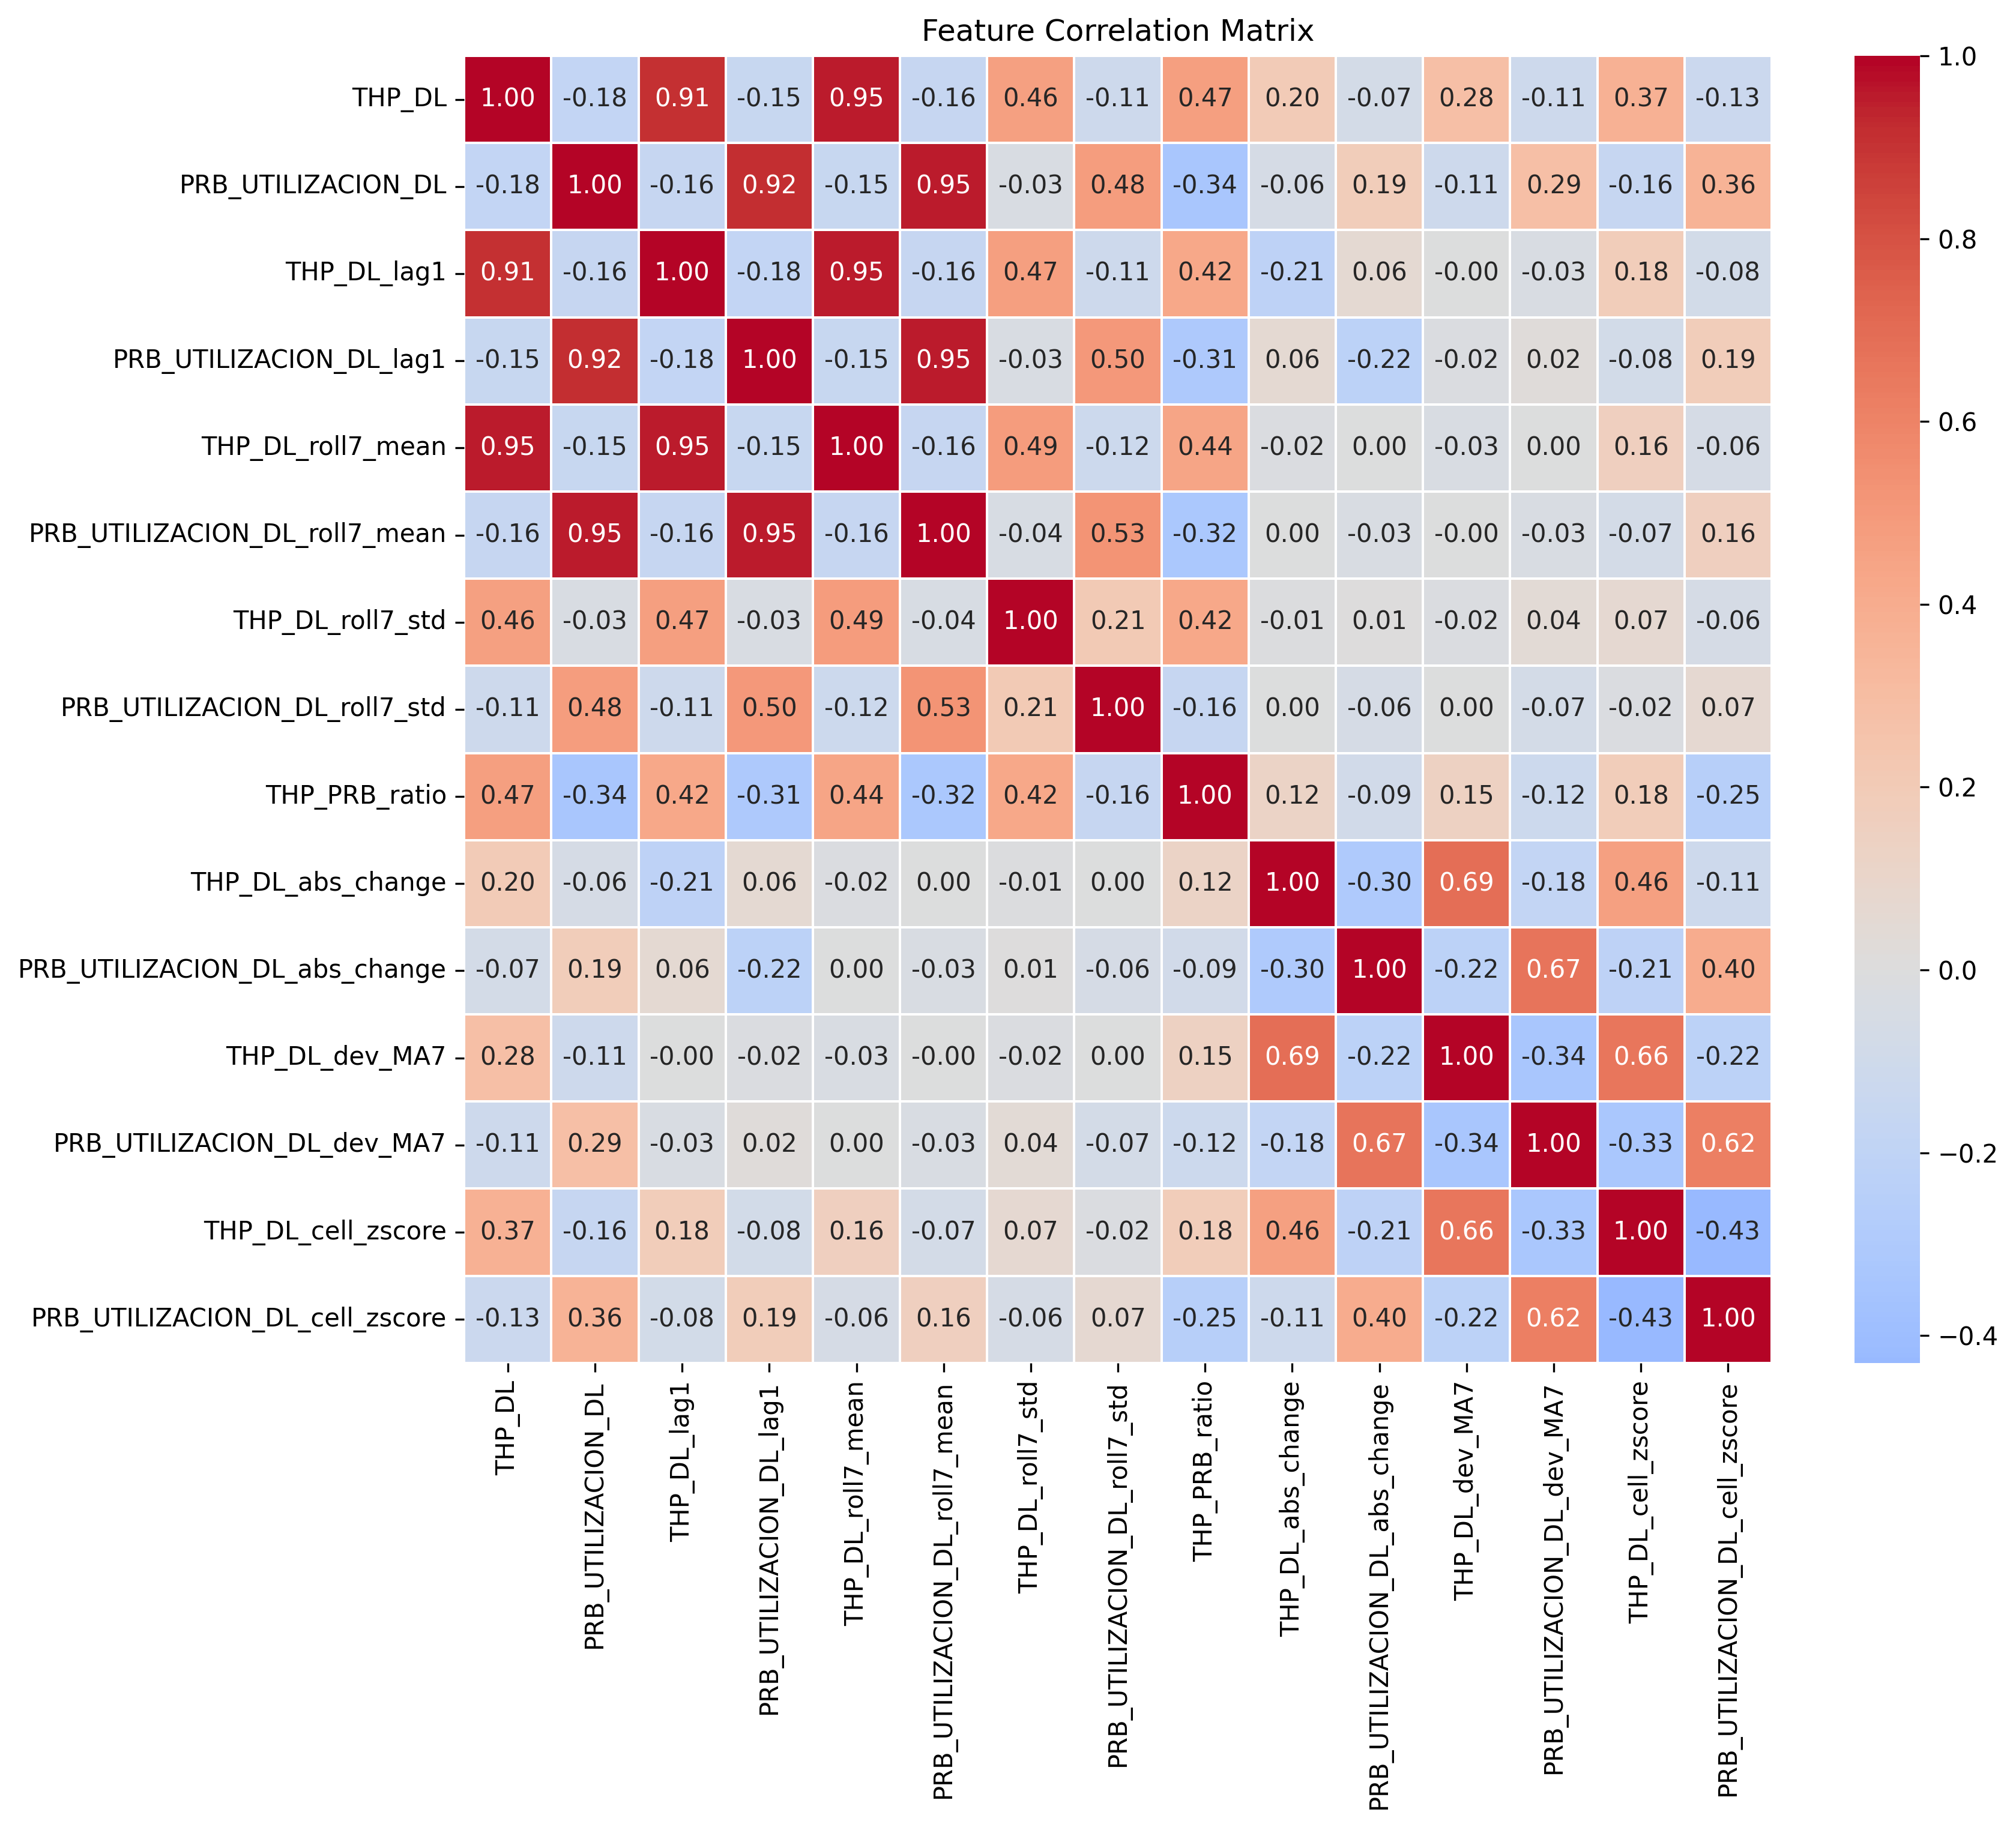 Feature Correlation Matrix
THP_DL 1.00 -0.18 0.91 -0.15 0.95 -0.16 0.46 -0.11 0.47 0.20 -0.07 0.28 -0.11 0.37 -0.13
PRB_UTILIZACION_DL -0.18 1.00 -0.16 0.92 -0.15 0.95 -0.03 0.48 -0.34 -0.06 0.19 -0.11 0.29 -0.16 0.36
THP_DL_lag1 0.91 -0.16 1.00 -0.18 0.95 -0.16 0.47 -0.11 0.42 -0.21 0.06 -0.00 -0.03 0.18 -0.08
PRB_UTILIZACION_DL_lag1 -0.15 0.92 -0.18 1.00 -0.15 0.95 -0.03 0.50 -0.31 0.06 -0.22 -0.02 0.02 -0.08 0.19
THP_DL_roll7_mean 0.95 -0.15 0.95 -0.15 1.00 -0.16 0.49 -0.12 0.44 -0.02 0.00 -0.03 0.00 0.16 -0.06
PRB_UTILIZACION_DL_roll7_mean -0.16 0.95 -0.16 0.95 -0.16 1.00 -0.04 0.53 -0.32 0.00 -0.03 -0.00 -0.03 -0.07 0.16
THP_DL_roll7_std 0.46 -0.03 0.47 -0.03 0.49 -0.04 1.00 0.21 0.42 -0.01 0.01 -0.02 0.04 0.07 -0.06
PRB_UTILIZACION_DL_roll7_std -0.11 0.48 -0.11 0.50 -0.12 0.53 0.21 1.00 -0.16 0.00 -0.06 0.00 -0.07 -0.02 0.07
THP_PRB_ratio 0.47 -0.34 0.42 -0.31 0.44 -0.32 0.42 -0.16 1.00 0.12 -0.09 0.15 -0.12 0.18 -0.25
THP_DL_abs_change 0.20 -0.06 -0.21 0.06 -0.02 0.00 -0.01 0.00 0.12 1.00 -0.30 0.69 -0.18 0.46 -0.11
PRB_UTILIZACION_DL_abs_change -0.07 0.19 0.06 -0.22 0.00 -0.03 0.01 -0.06 -0.09 -0.30 1.00 -0.22 0.67 -0.21 0.40
THP_DL_dev_MA7 0.28 -0.11 -0.00 -0.02 -0.03 -0.00 -0.02 0.00 0.15 0.69 -0.22 1.00 -0.34 0.66 -0.22
PRB_UTILIZACION_DL_dev_MA7 -0.11 0.29 -0.03 0.02 0.00 -0.03 0.04 -0.07 -0.12 -0.18 0.67 -0.34 1.00 -0.33 0.62
THP_DL_cell_zscore 0.37 -0.16 0.18 -0.08 0.16 -0.07 0.07 -0.02 0.18 0.46 -0.21 0.66 -0.33 1.00 -0.43
PRB_UTILIZACION_DL_cell_zscore -0.13 0.36 -0.08 0.19 -0.06 0.16 -0.06 0.07 -0.25 -0.11 0.40 -0.22 0.62 -0.43 1.00
THP_DL
PRB_UTILIZACION_DL
THP_DL_lag1
PRB_UTILIZACION_DL_lag1
THP_DL_roll7_mean
PRB_UTILIZACION_DL_roll7_mean
THP_DL_roll7_std
PRB_UTILIZACION_DL_roll7_std
THP_PRB_ratio
THP_DL_abs_change
PRB_UTILIZACION_DL_abs_change
THP_DL_dev_MA7
PRB_UTILIZACION_DL_dev_MA7
THP_DL_cell_zscore
PRB_UTILIZACION_DL_cell_zscore
1.0
0.8
0.6
0.4
0.2
0.0
−0.2
−0.4